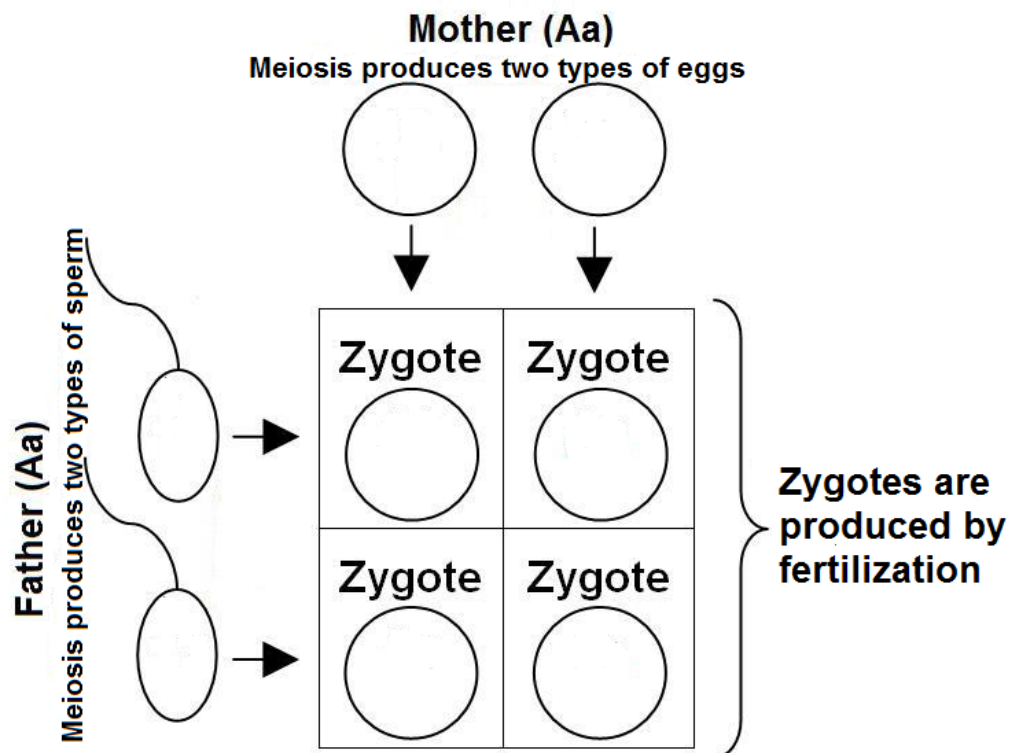 Mother (Aa)
Meiosis produces two types of eggs
Father (Aa)
Meiosis produces two types of sperm
Zygote
Zygote
Zygote
Zygote
Zygotes are
produced by
fertilization